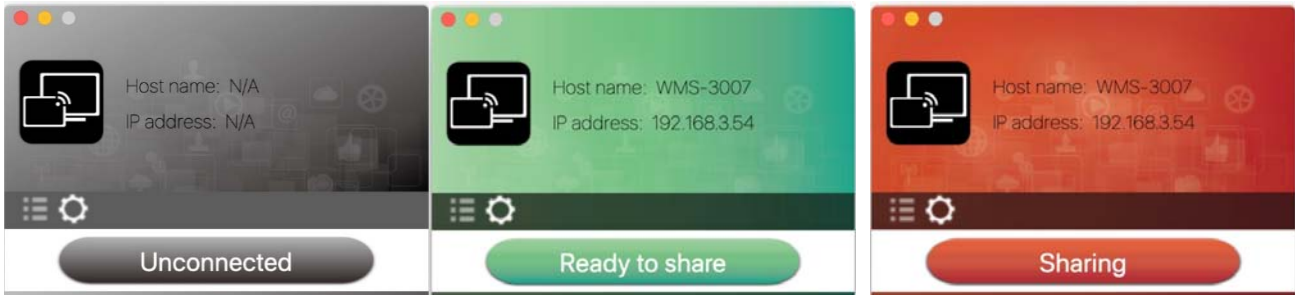 Host name: N/A
IP address: N/A
Unconnected
Host name: WMS-3007
IP address: 192.168.3.54
Ready to share
Host name: WMS-3007
IP address: 192.168.3.54
Sharing